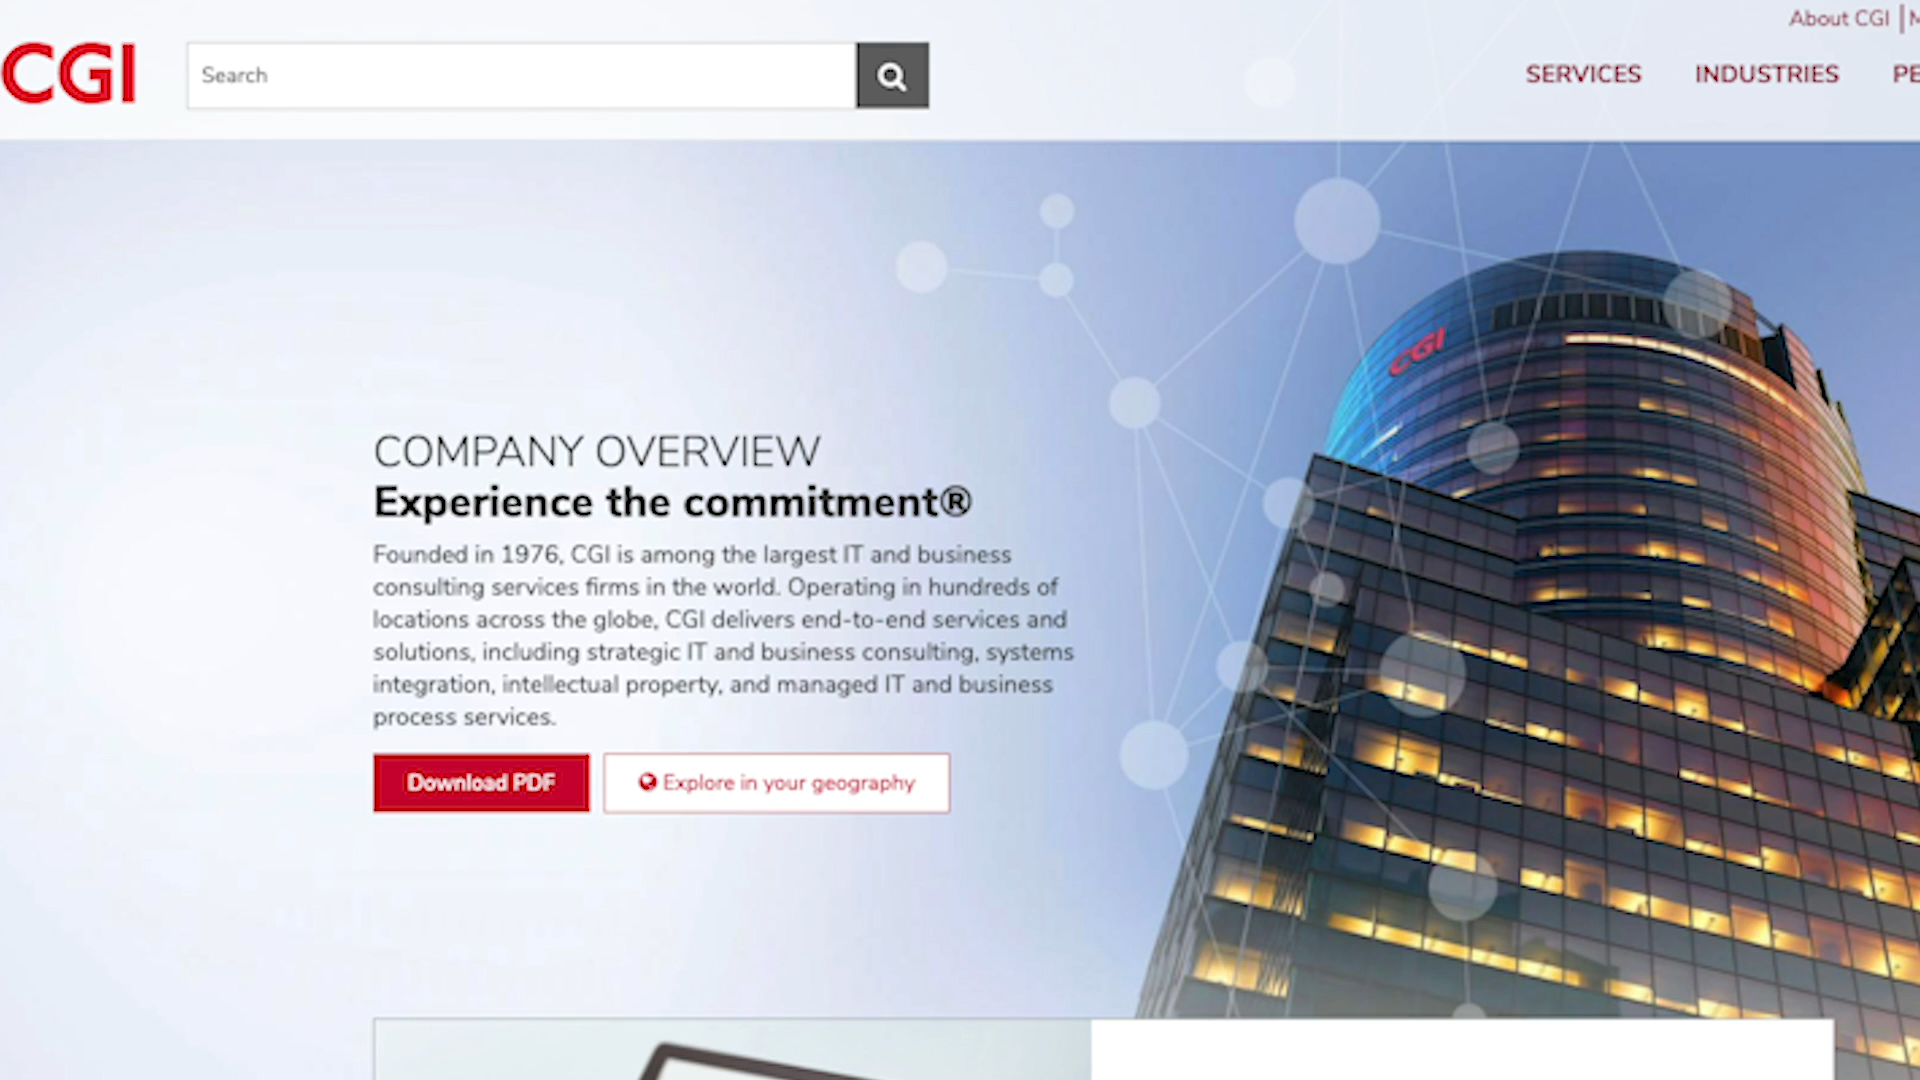 About CGI
CGI
Search
SERVICES
INDUSTRIES
CGI
COMPANY OVERVIEW
Experience the commitment®
Founded in 1976, CGI is among the largest IT and business
consulting services firms in the world. Operating in hundreds of
locations across the globe, CGI delivers end-to-end services and
solutions, including strategic IT and business consulting, systems
integration, intellectual property, and managed IT and business
process services.
Download PDF
Explore in your geography